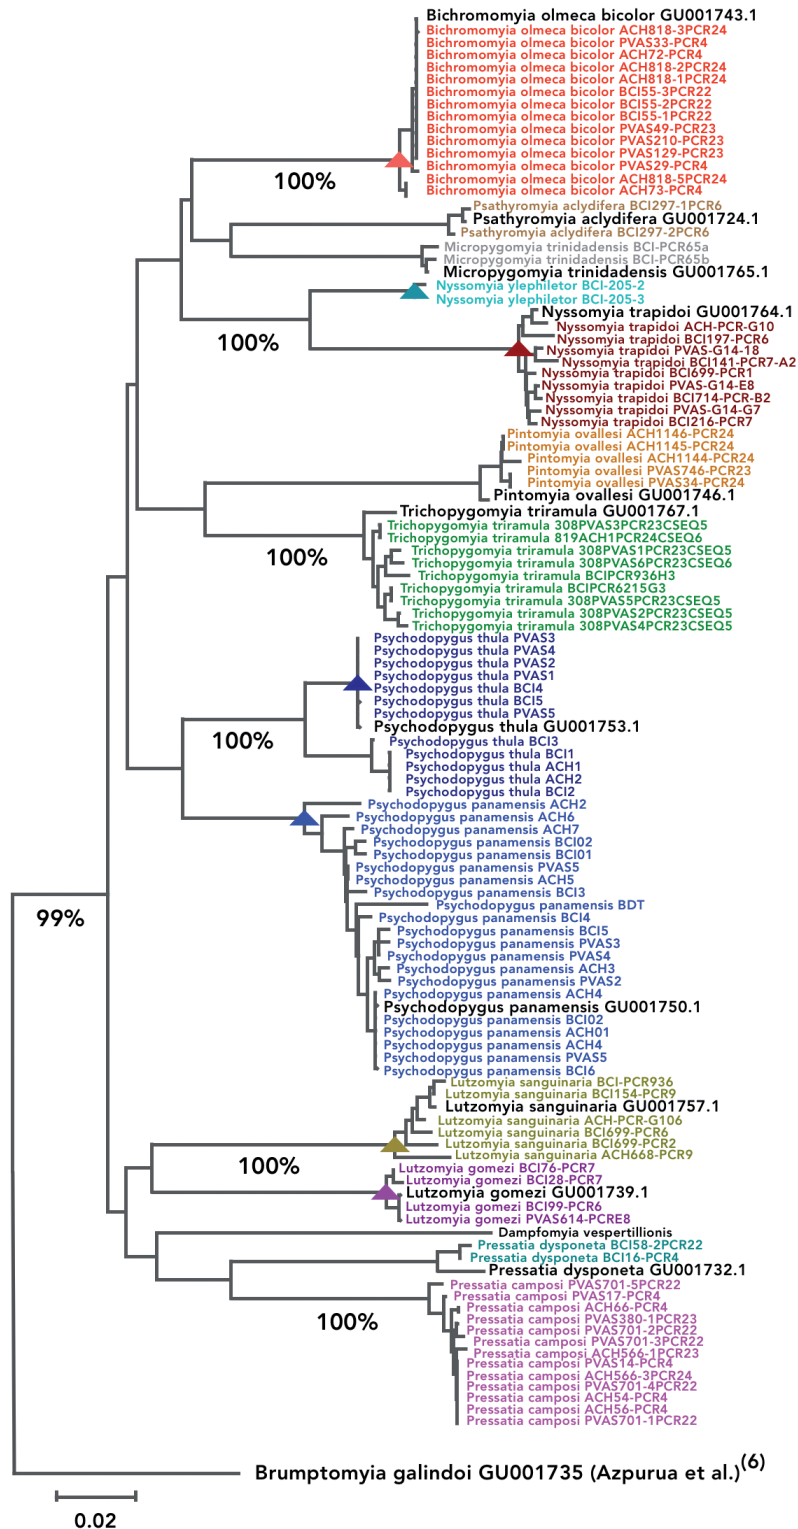 Bichromomyia olmeca bicolor GU001743.1
Bichromomyia olmeca bicolor ACH818-3PCR24
Bichromomyia olmeca bicolor PVAS33-PCR4
Bichromomyia olmeca bicolor ACH72-PCR4
Bichromomyia olmeca bicolor ACH818-2PCR24
Bichromomyia olmeca bicolor ACH818-1PCR24
Bichromomyia olmeca bicolor BCI55-3PCR22
Bichromomyia olmeca bicolor BCI55-2PCR22
Bichromomyia olmeca bicolor BCI55-1PCR22
Bichromomyia olmeca bicolor PVAS49-PCR23
Bichromomyia olmeca bicolor PVAS210-PCR23
Bichromomyia olmeca bicolor PVAS129-PCR23
Bichromomyia olmeca bicolor PVAS29-PCR4
Bichromomyia olmeca bicolor ACH818-5PCR24
Bichromomyia olmeca bicolor ACH73-PCR4
100%
Psathyromyia aclydifera BCI297-1PCR6
Psathyromyia aclydifera GU001724.1
Psathyromyia aclydifera BCI297-2PCR6
Micropygomyia trinidadensis BCI-PCR65a
Micropygomyia trinidadensis BCI-PCR65b
Micropygomyia trinidadensis GU001765.1
Nyssomyia ylephiletor BCI-205-2
Nyssomyia ylephiletor BCI-205-3
100%
Nyssomyia trapidoi GU001764.1
Nyssomyia trapidoi ACH-PCR-G10
Nyssomyia trapidoi BCI197-PCR6
Nyssomyia trapidoi PVAS-G14-18
Nyssomyia trapidoi BCI141-PCR7-A2
Nyssomyia trapidoi BCI699-PCR1
Nyssomyia trapidoi PVAS-G14-E8
Nyssomyia trapidoi BCI714-PCR-B2
Nyssomyia trapidoi PVAS-G14-G7
Nyssomyia trapidoi BCI216-PCR7
Pintomyia ovallesi ACH1146-PCR24
Pintomyia ovallesi ACH1145-PCR24
Pintomyia ovallesi ACH1144-PCR24
Pintomyia ovallesi PVAS746-PCR23
Pintomyia ovallesi PVAS34-PCR24
Pintomyia ovallesi GU001746.1
Trichopygomyia triramula GU001767.1
Trichopygomyia triramula 308PVAS3PCR23CSEQ5
Trichopygomyia triramula 819ACH1PCR24CSEQ6
100%
Trichopygomyia triramula 308PVAS1PCR23CSEQ5
Trichopygomyia triramula 308PVAS6PCR23CSEQ6
Trichopygomyia triramula BCIPCR936H3
Trichopygomyia triramula BCIPCR6215G3
Trichopygomyia triramula 308PVAS5PCR23CSEQ5
Trichopygomyia triramula 308PVAS2PCR23CSEQ5
Trichopygomyia triramula 308PVAS4PCR23CSEQ5
Psychodopygus thula PVAS3
Psychodopygus thula PVAS4
Psychodopygus thula PVAS2
Psychodopygus thula PVAS1
Psychodopygus thula BCI4
Psychodopygus thula BCI5
Psychodopygus thula PVAS5
Psychodopygus thula GU001753.1
100%
Psychodopygus thula BCI3
Psychodopygus thula BCI1
Psychodopygus thula ACH1
Psychodopygus thula ACH2
Psychodopygus thula BCI2
Psychodopygus panamensis ACH2
Psychodopygus panamensis ACH6
Psychodopygus panamensis ACH7
Psychodopygus panamensis BCI02
Psychodopygus panamensis BCI01
Psychodopygus panamensis PVAS5
Psychodopygus panamensis ACH5
Psychodopygus panamensis BCI3
Psychodopygus panamensis BDT
Psychodopygus panamensis BCI4
99%
Psychodopygus panamensis BCI5
Psychodopygus panamensis PVAS3
Psychodopygus panamensis PVAS4
Psychodopygus panamensis ACH3
Psychodopygus panamensis PVAS2
Psychodopygus panamensis ACH4
Psychodopygus panamensis GU001750.1
Psychodopygus panamensis BCI02
Psychodopygus panamensis ACH01
Psychodopygus panamensis ACH4
Psychodopygus panamensis PVAS5
Psychodopygus panamensis BCI6
Lutzomyia sanguinaria BCI-PCR936
Lutzomyia sanguinaria BCI154-PCR9
Lutzomyia sanguinaria GU001757.1
Lutzomyia sanguinaria ACH-PCR-G106
Lutzomyia sanguinaria BCI699-PCR6
Lutzomyia sanguinaria BCI699-PCR2
Lutzomyia sanguinaria ACH668-PCR9
100%
Lutzomyia gomezi BCI76-PCR7
Lutzomyia gomezi BCI28-PCR7
Lutzomyia gomezi GU001739.1
Lutzomyia gomezi BCI99-PCR6
Lutzomyia gomezi PVAS614-PCRE8
Dampfomyia vespertillionis
Pressatia dysponeta BCI58-2PCR22
Pressatia dysponeta BCI16-PCR4
Pressatia dysponeta GU001732.1
Pressatia camposi PVAS701-5PCR22
Pressatia camposi PVAS17-PCR4
Pressatia camposi ACH66-PCR4
Pressatia camposi PVAS380-1PCR23
100%
Pressatia camposi PVAS701-2PCR22
Pressatia camposi PVAS701-3PCR22
Pressatia camposi ACH566-1PCR23
Pressatia camposi PVAS14-PCR4
Pressatia camposi ACH566-3PCR24
Pressatia camposi PVAS701-4PCR22
Pressatia camposi ACH54-PCR4
Pressatia camposi ACH56-PCR4
Pressatia camposi PVAS701-1PCR22
Brumptomyia galindoi GU001735 (Azpurua et al.)(6)
0.02